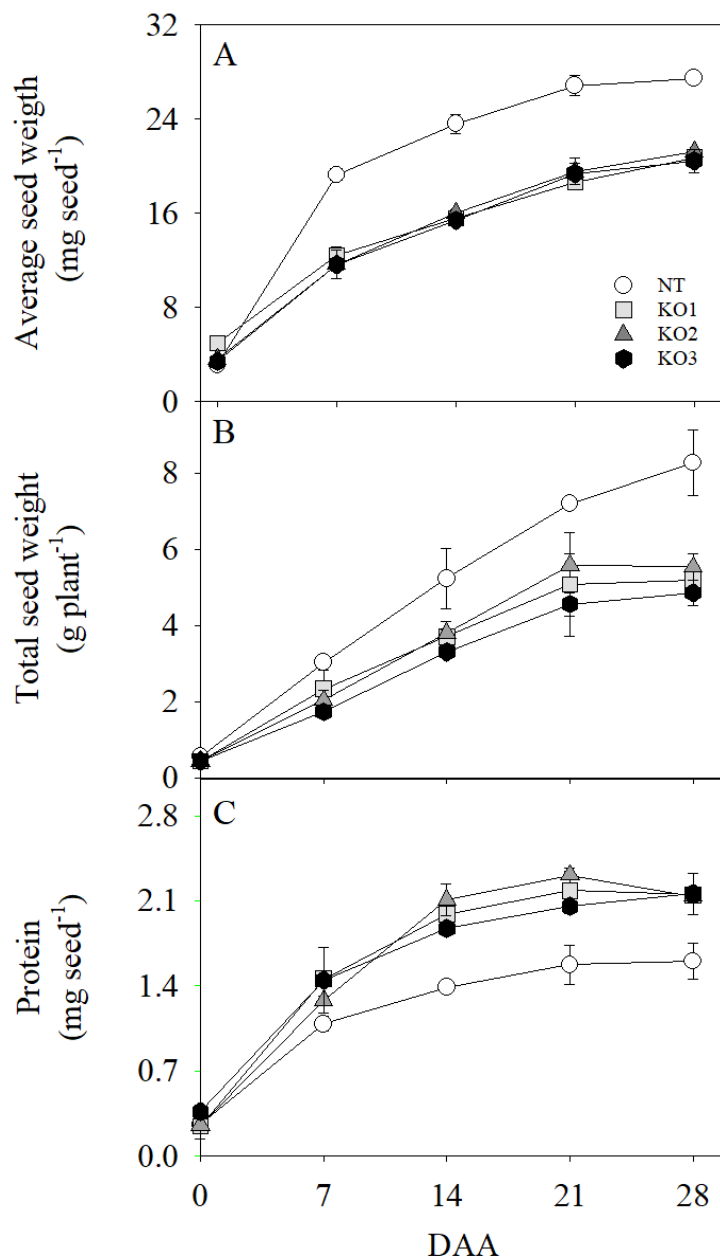 A
Average seed weigth
(mg seed⁻¹)
32
24
16
8
0
NT
KO1
KO2
KO3
B
Total seed weight
(g plant⁻¹)
8
6
4
2
0
C
Protein
(mg seed⁻¹)
2.8
2.1
1.4
0.7
0.0
0 7 14 21 28
DAA